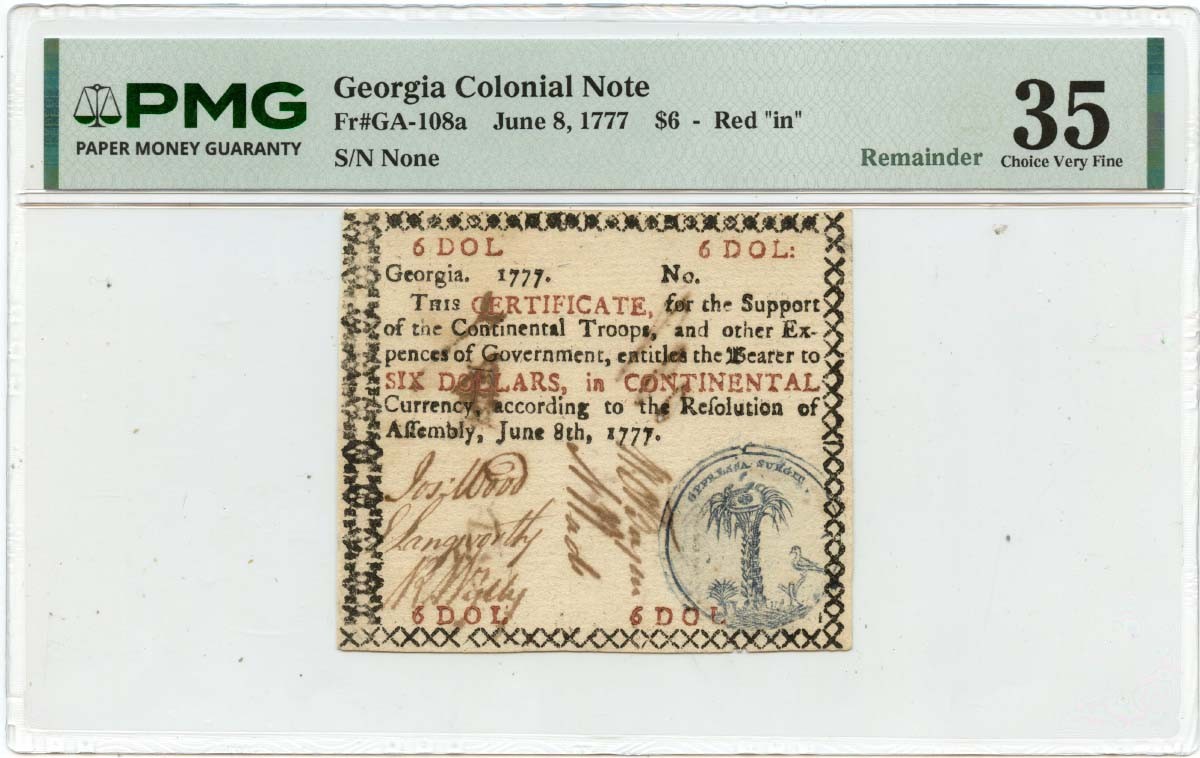 PMG
PAPER MONEY GUARANTY
Georgia Colonial Note
Fr#GA-108a June 8, 1777 $6 - Red "in"
S/N None
Remainder
35
Choice Very Fine
6 DOL 6 DOL:
Georgia. 1777. No.
THIS CERTIFICATE, for the Support
of the Continental Troops, and other Ex-
pences of Government, entitles the Bearer to
SIX DOLLARS, in CONTINENTAL
Currency, according to the Reſolution of
Aſſembly, June 8th, 1777.
Jos. Wood
Langworthy
6 DOL 6 DOL